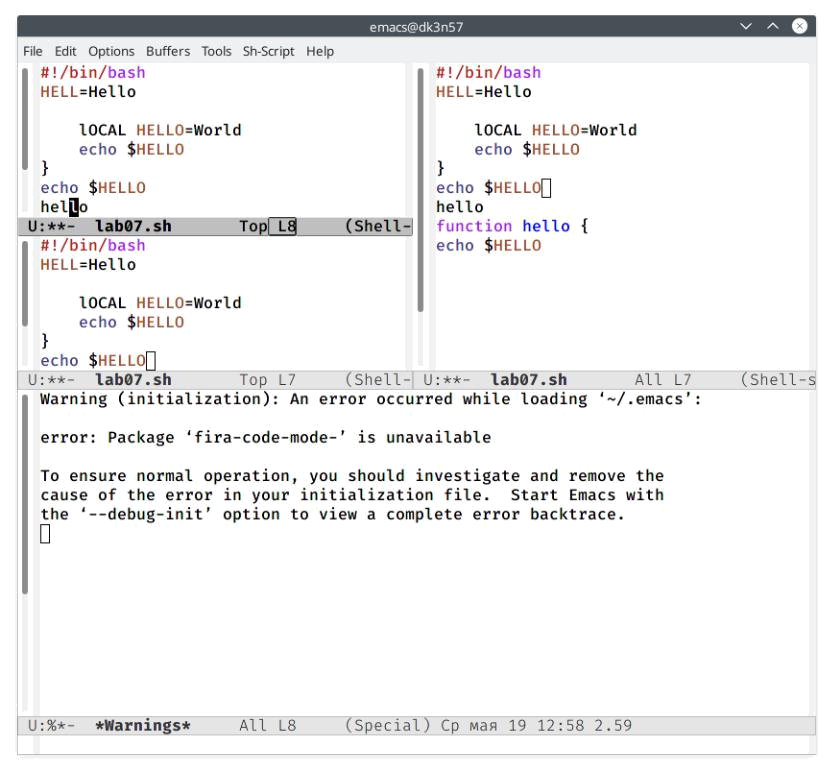 emacs@dk3n57
File Edit Options Buffers Tools Sh-Script Help
#!/bin/bash
HELL=Hello
lOCAL HELLO=World
echo $HELLO
}
echo $HELLO
hello
U:**- lab07.sh Top L8 (Shell-
#!/bin/bash
HELL=Hello
lOCAL HELLO=World
echo $HELLO
}
echo $HELLO
U:**- lab07.sh Top L7 (Shell-
#!/bin/bash
HELL=Hello
lOCAL HELLO=World
echo $HELLO
}
echo $HELLO
hello
function hello {
echo $HELLO
U:**- lab07.sh All L7 (Shell-s
Warning (initialization): An error occurred while loading ‘~/.emacs’:
error: Package ‘fira-code-mode-’ is unavailable
To ensure normal operation, you should investigate and remove the
cause of the error in your initialization file. Start Emacs with
the ‘--debug-init’ option to view a complete error backtrace.
U:%*- *Warnings* All L8 (Special) Ср мая 19 12:58 2.59